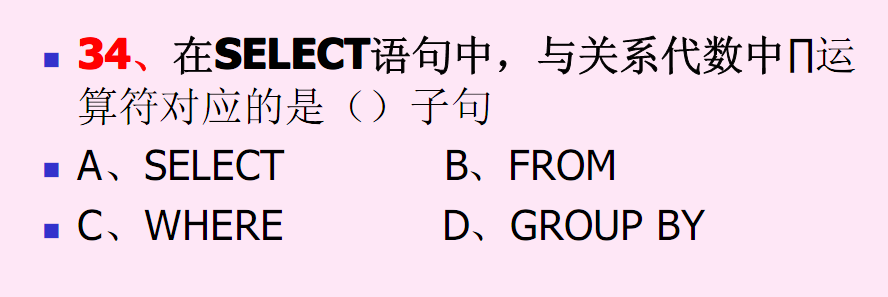 34、在SELECT语句中，与关系代数中∏运
算符对应的是（）子句
A、SELECT B、FROM
C、WHERE D、GROUP BY